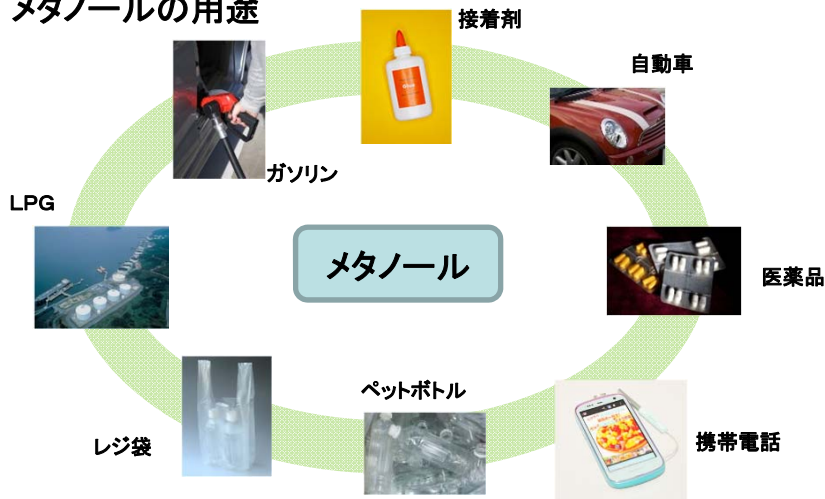 メタノールの用途
接着剤
自動車
ガソリン
LPG
メタノール
医薬品
ペットボトル
レジ袋
携帯電話